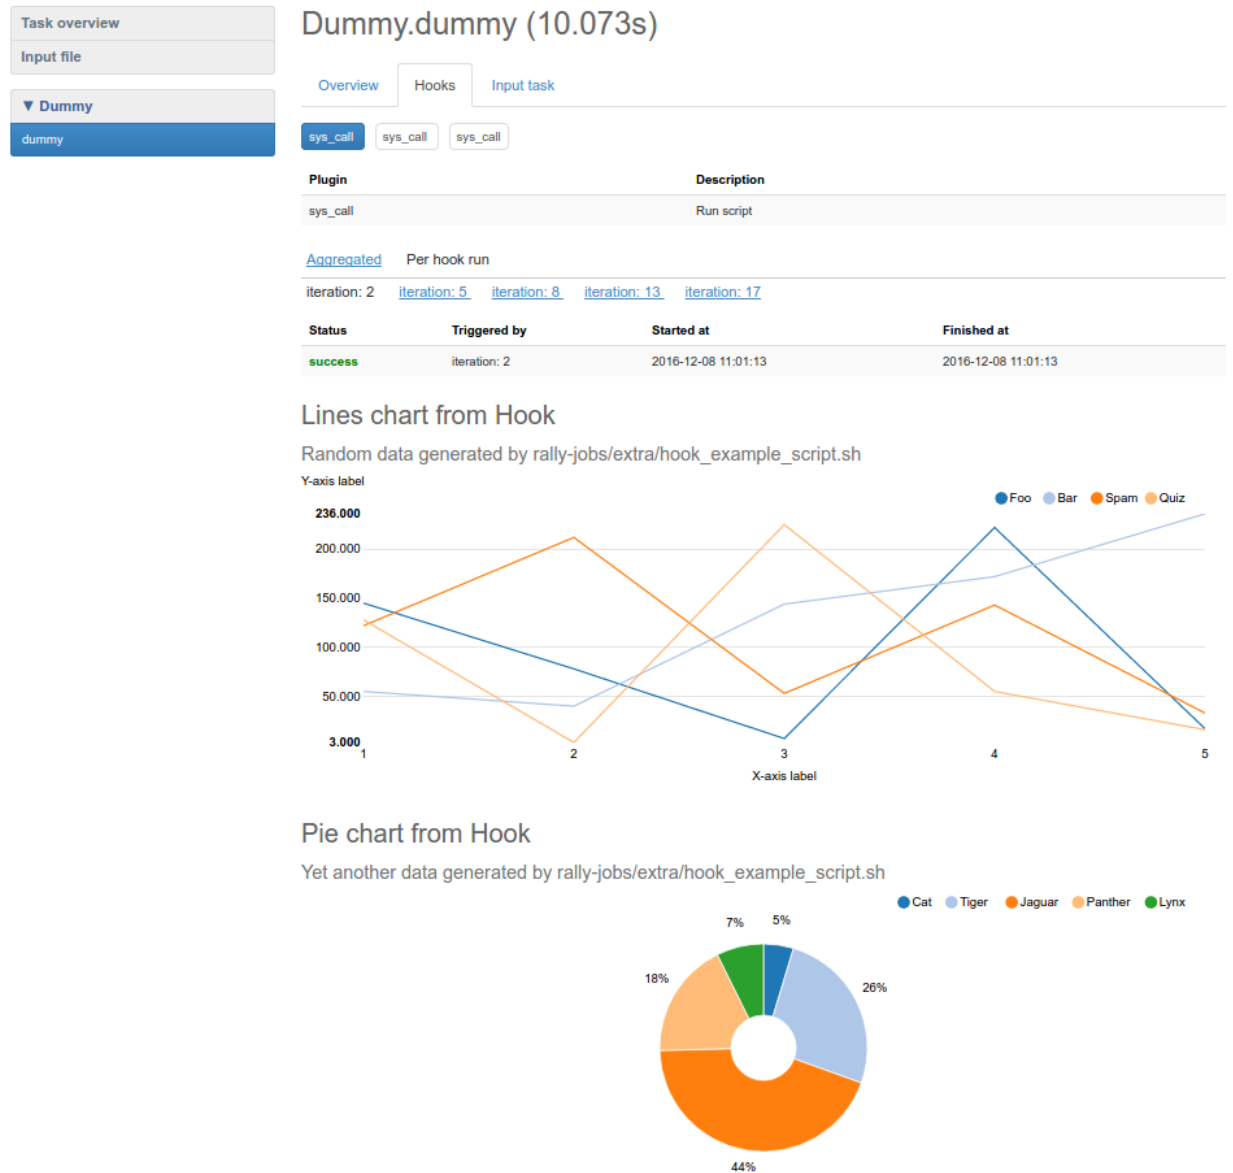 Task overview
Input file
▼ Dummy
dummy
Dummy.dummy (10.073s)
Overview Hooks Input task
sys_call sys_call sys_call
Plugin Description
sys_call Run script
Aggregated Per hook run
iteration: 2 iteration: 5 iteration: 8 iteration: 13 iteration: 17
Status Triggered by Started at Finished at
success iteration: 2 2016-12-08 11:01:13 2016-12-08 11:01:13
Lines chart from Hook
Random data generated by rally-jobs/extra/hook_example_script.sh
Y-axis label
Foo Bar Spam Quiz
236.000
200.000
150.000
100.000
50.000
3.000
1 2 3 4 5
X-axis label
Pie chart from Hook
Yet another data generated by rally-jobs/extra/hook_example_script.sh
Cat Tiger Jaguar Panther Lynx
7% 5%
18% 26%
44%